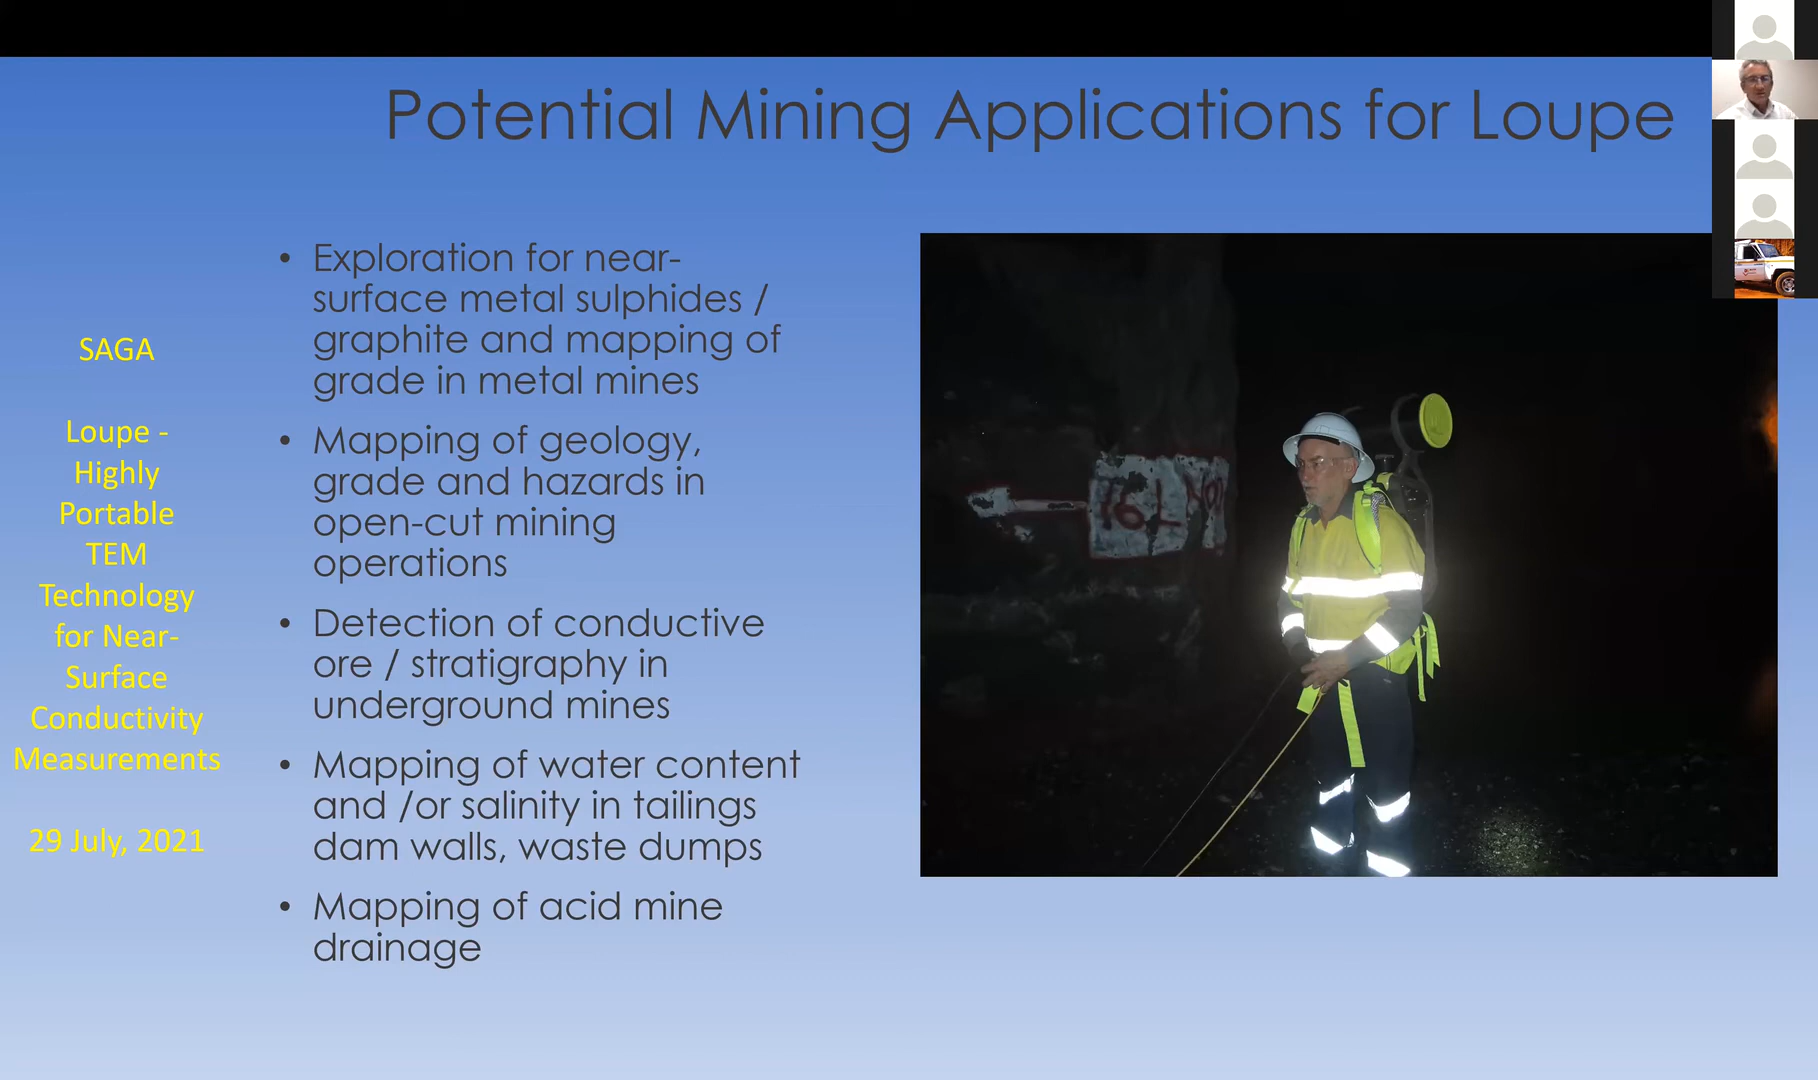 Potential Mining Applications for Loupe
SAGA
Loupe -
Highly
Portable
TEM
Technology
for Near-
Surface
Conductivity
Measurements
29 July, 2021
• Exploration for near-
surface metal sulphides /
graphite and mapping of
grade in metal mines
• Mapping of geology,
grade and hazards in
open-cut mining
operations
• Detection of conductive
ore / stratigraphy in
underground mines
• Mapping of water content
and /or salinity in tailings
dam walls, waste dumps
• Mapping of acid mine
drainage
16L